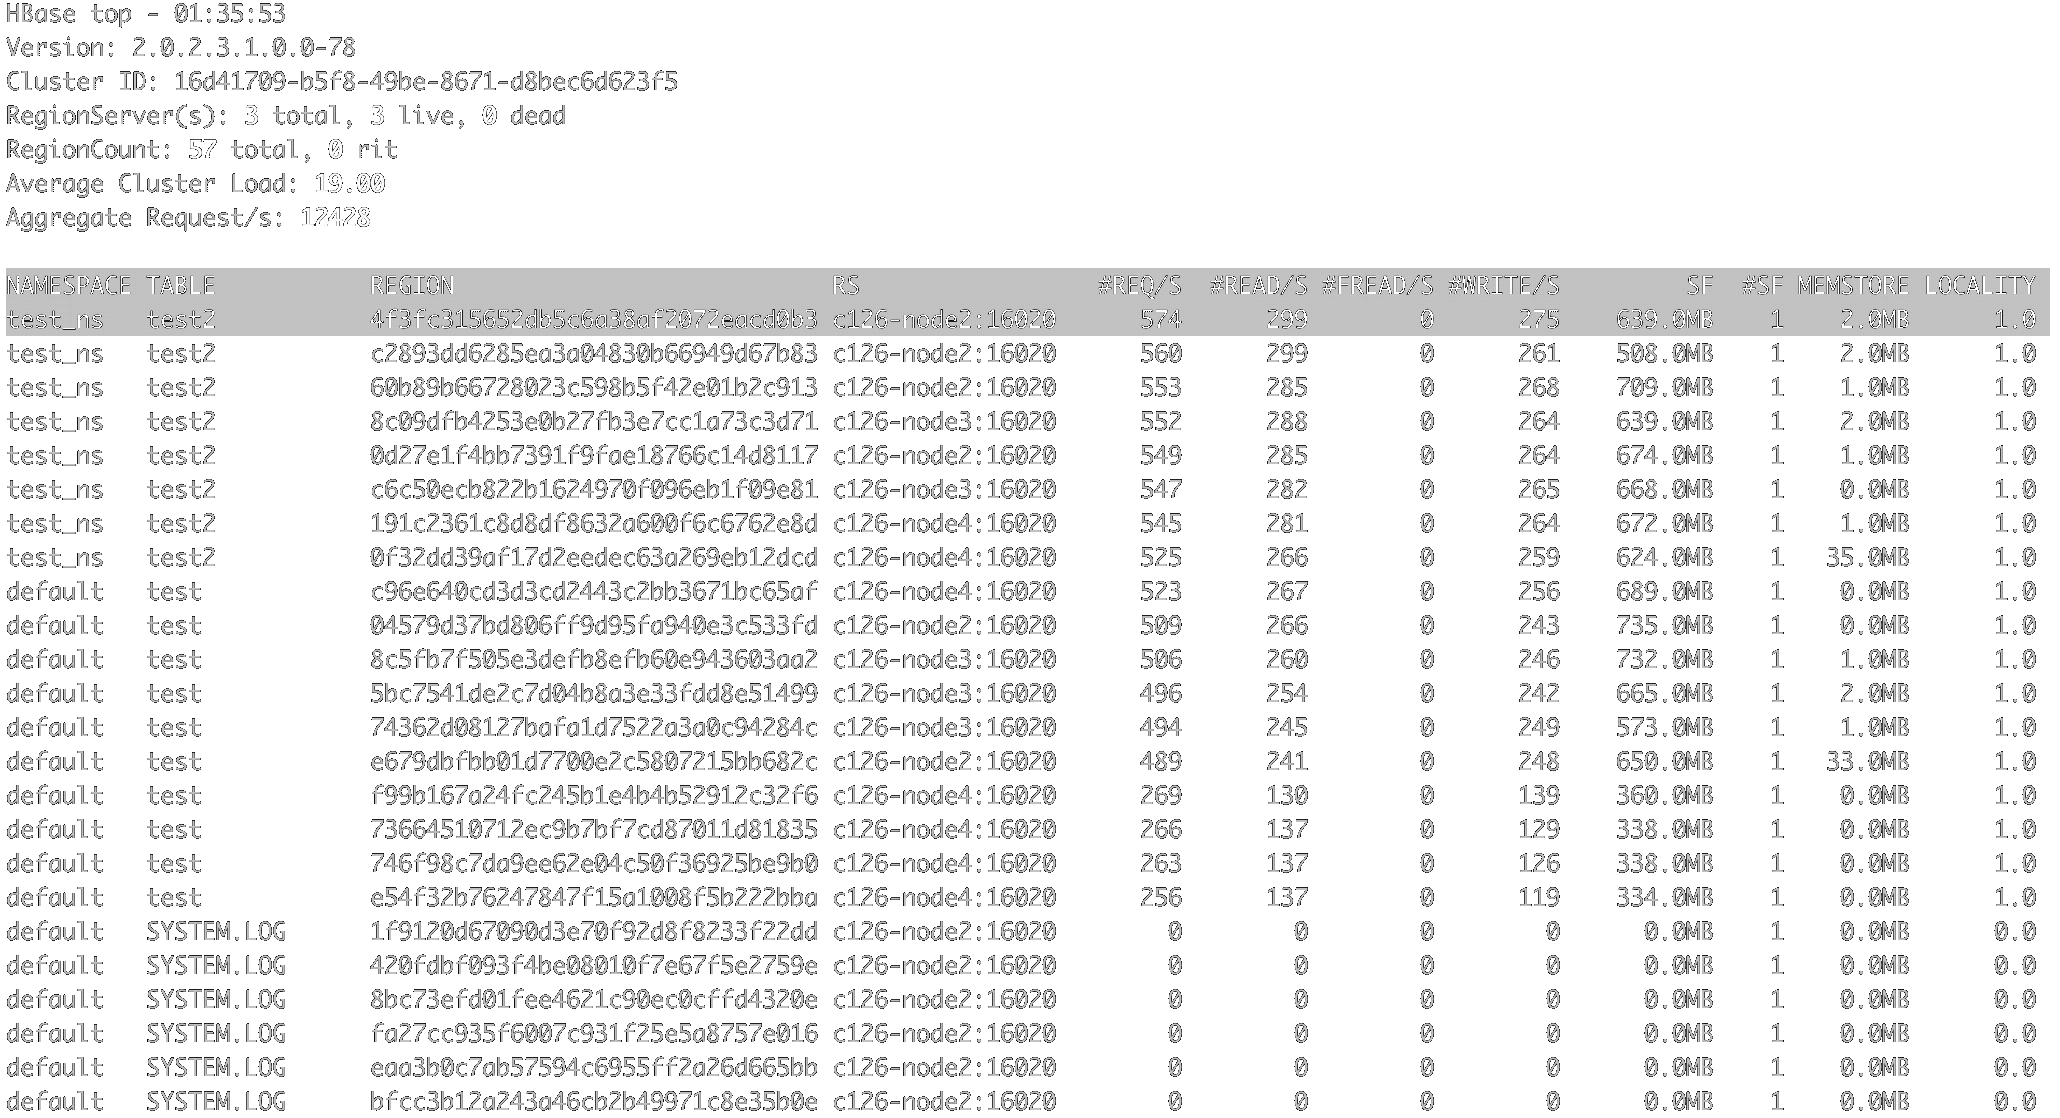 HBase top - 01:35:53
Version: 2.0.2.3.1.0.0-78
Cluster ID: 16d41709-b5f8-49be-8671-d8bec6d623f5
RegionServer(s): 3 total, 3 live, 0 dead
RegionCount: 57 total, 0 rit
Average Cluster Load: 19.00
Aggregate Request/s: 12428
NAMESPACE TABLE REGION RS #REQ/S #READ/S #FREAD/S #WRITE/S SF #SF MEMSTORE LOCALITY
test_ns test2 4f3fc315652db5c6a38af2072eacd0b3 c126-node2:16020 574 299 0 275 639.0MB 1 2.0MB 1.0
test_ns test2 c2893dd6285ea3a04830b66949d67b83 c126-node2:16020 560 299 0 261 508.0MB 1 2.0MB 1.0
test_ns test2 60b89b66728023c598b5f42e01b2c913 c126-node2:16020 553 285 0 268 709.0MB 1 1.0MB 1.0
test_ns test2 8c09dfb4253e0b27fb3e7cc1a73c3d71 c126-node3:16020 552 288 0 264 639.0MB 1 2.0MB 1.0
test_ns test2 0d27e1f4bb7391f9fae18766c14d8117 c126-node2:16020 549 285 0 264 674.0MB 1 1.0MB 1.0
test_ns test2 c6c50ecb822b1624970f096eb1f09e81 c126-node3:16020 547 282 0 265 668.0MB 1 0.0MB 1.0
test_ns test2 191c2361c8d8df8632a600f6c6762e8d c126-node4:16020 545 281 0 264 672.0MB 1 1.0MB 1.0
test_ns test2 0f32dd39af17d2eedec63a269eb12dcd c126-node4:16020 525 266 0 259 624.0MB 1 35.0MB 1.0
default test c96e640cd3d3cd2443c2bb3671bc65af c126-node4:16020 523 267 0 256 689.0MB 1 0.0MB 1.0
default test 04579d37bd806ff9d95fa940e3c533fd c126-node2:16020 509 266 0 243 735.0MB 1 0.0MB 1.0
default test 8c5fb7f505e3defb8efb60e943603aa2 c126-node3:16020 506 260 0 246 732.0MB 1 1.0MB 1.0
default test 5bc7541de2c7d04b8a3e33fdd8e51499 c126-node3:16020 496 254 0 242 665.0MB 1 2.0MB 1.0
default test 74362d08127bafa1d7522a3a0c94284c c126-node3:16020 494 245 0 249 573.0MB 1 1.0MB 1.0
default test e679dbfbb01d7700e2c5807215bb682c c126-node2:16020 489 241 0 248 650.0MB 1 33.0MB 1.0
default test f99b167a24fc245b1e4b4b52912c32f6 c126-node4:16020 269 130 0 139 360.0MB 1 0.0MB 1.0
default test 73664510712ec9b7bf7cd87011d81835 c126-node4:16020 266 137 0 129 338.0MB 1 0.0MB 1.0
default test 746f98c7da9ee62e04c50f36925be9b0 c126-node4:16020 263 137 0 126 338.0MB 1 0.0MB 1.0
default test e54f32b76247847f15a1008f5b222bba c126-node4:16020 256 137 0 119 334.0MB 1 0.0MB 1.0
default SYSTEM.LOG 1f9120d67090d3e70f92d8f8233f22dd c126-node2:16020 0 0 0 0 0.0MB 1 0.0MB 0.0
default SYSTEM.LOG 420fdbf093f4be08010f7e67f5e2759e c126-node2:16020 0 0 0 0 0.0MB 1 0.0MB 0.0
default SYSTEM.LOG 8bc73efd01fee4621c90ec0cffd4320e c126-node2:16020 0 0 0 0 0.0MB 1 0.0MB 0.0
default SYSTEM.LOG fa27cc935f6007c931f25e5a8757e016 c126-node2:16020 0 0 0 0 0.0MB 1 0.0MB 0.0
default SYSTEM.LOG eaa3b0c7ab57594c6955ff2a26d665bb c126-node2:16020 0 0 0 0 0.0MB 1 0.0MB 0.0
default SYSTEM.LOG bfcc3b12a243a46cb2b49971c8e35b0e c126-node2:16020 0 0 0 0 0.0MB 1 0.0MB 0.0